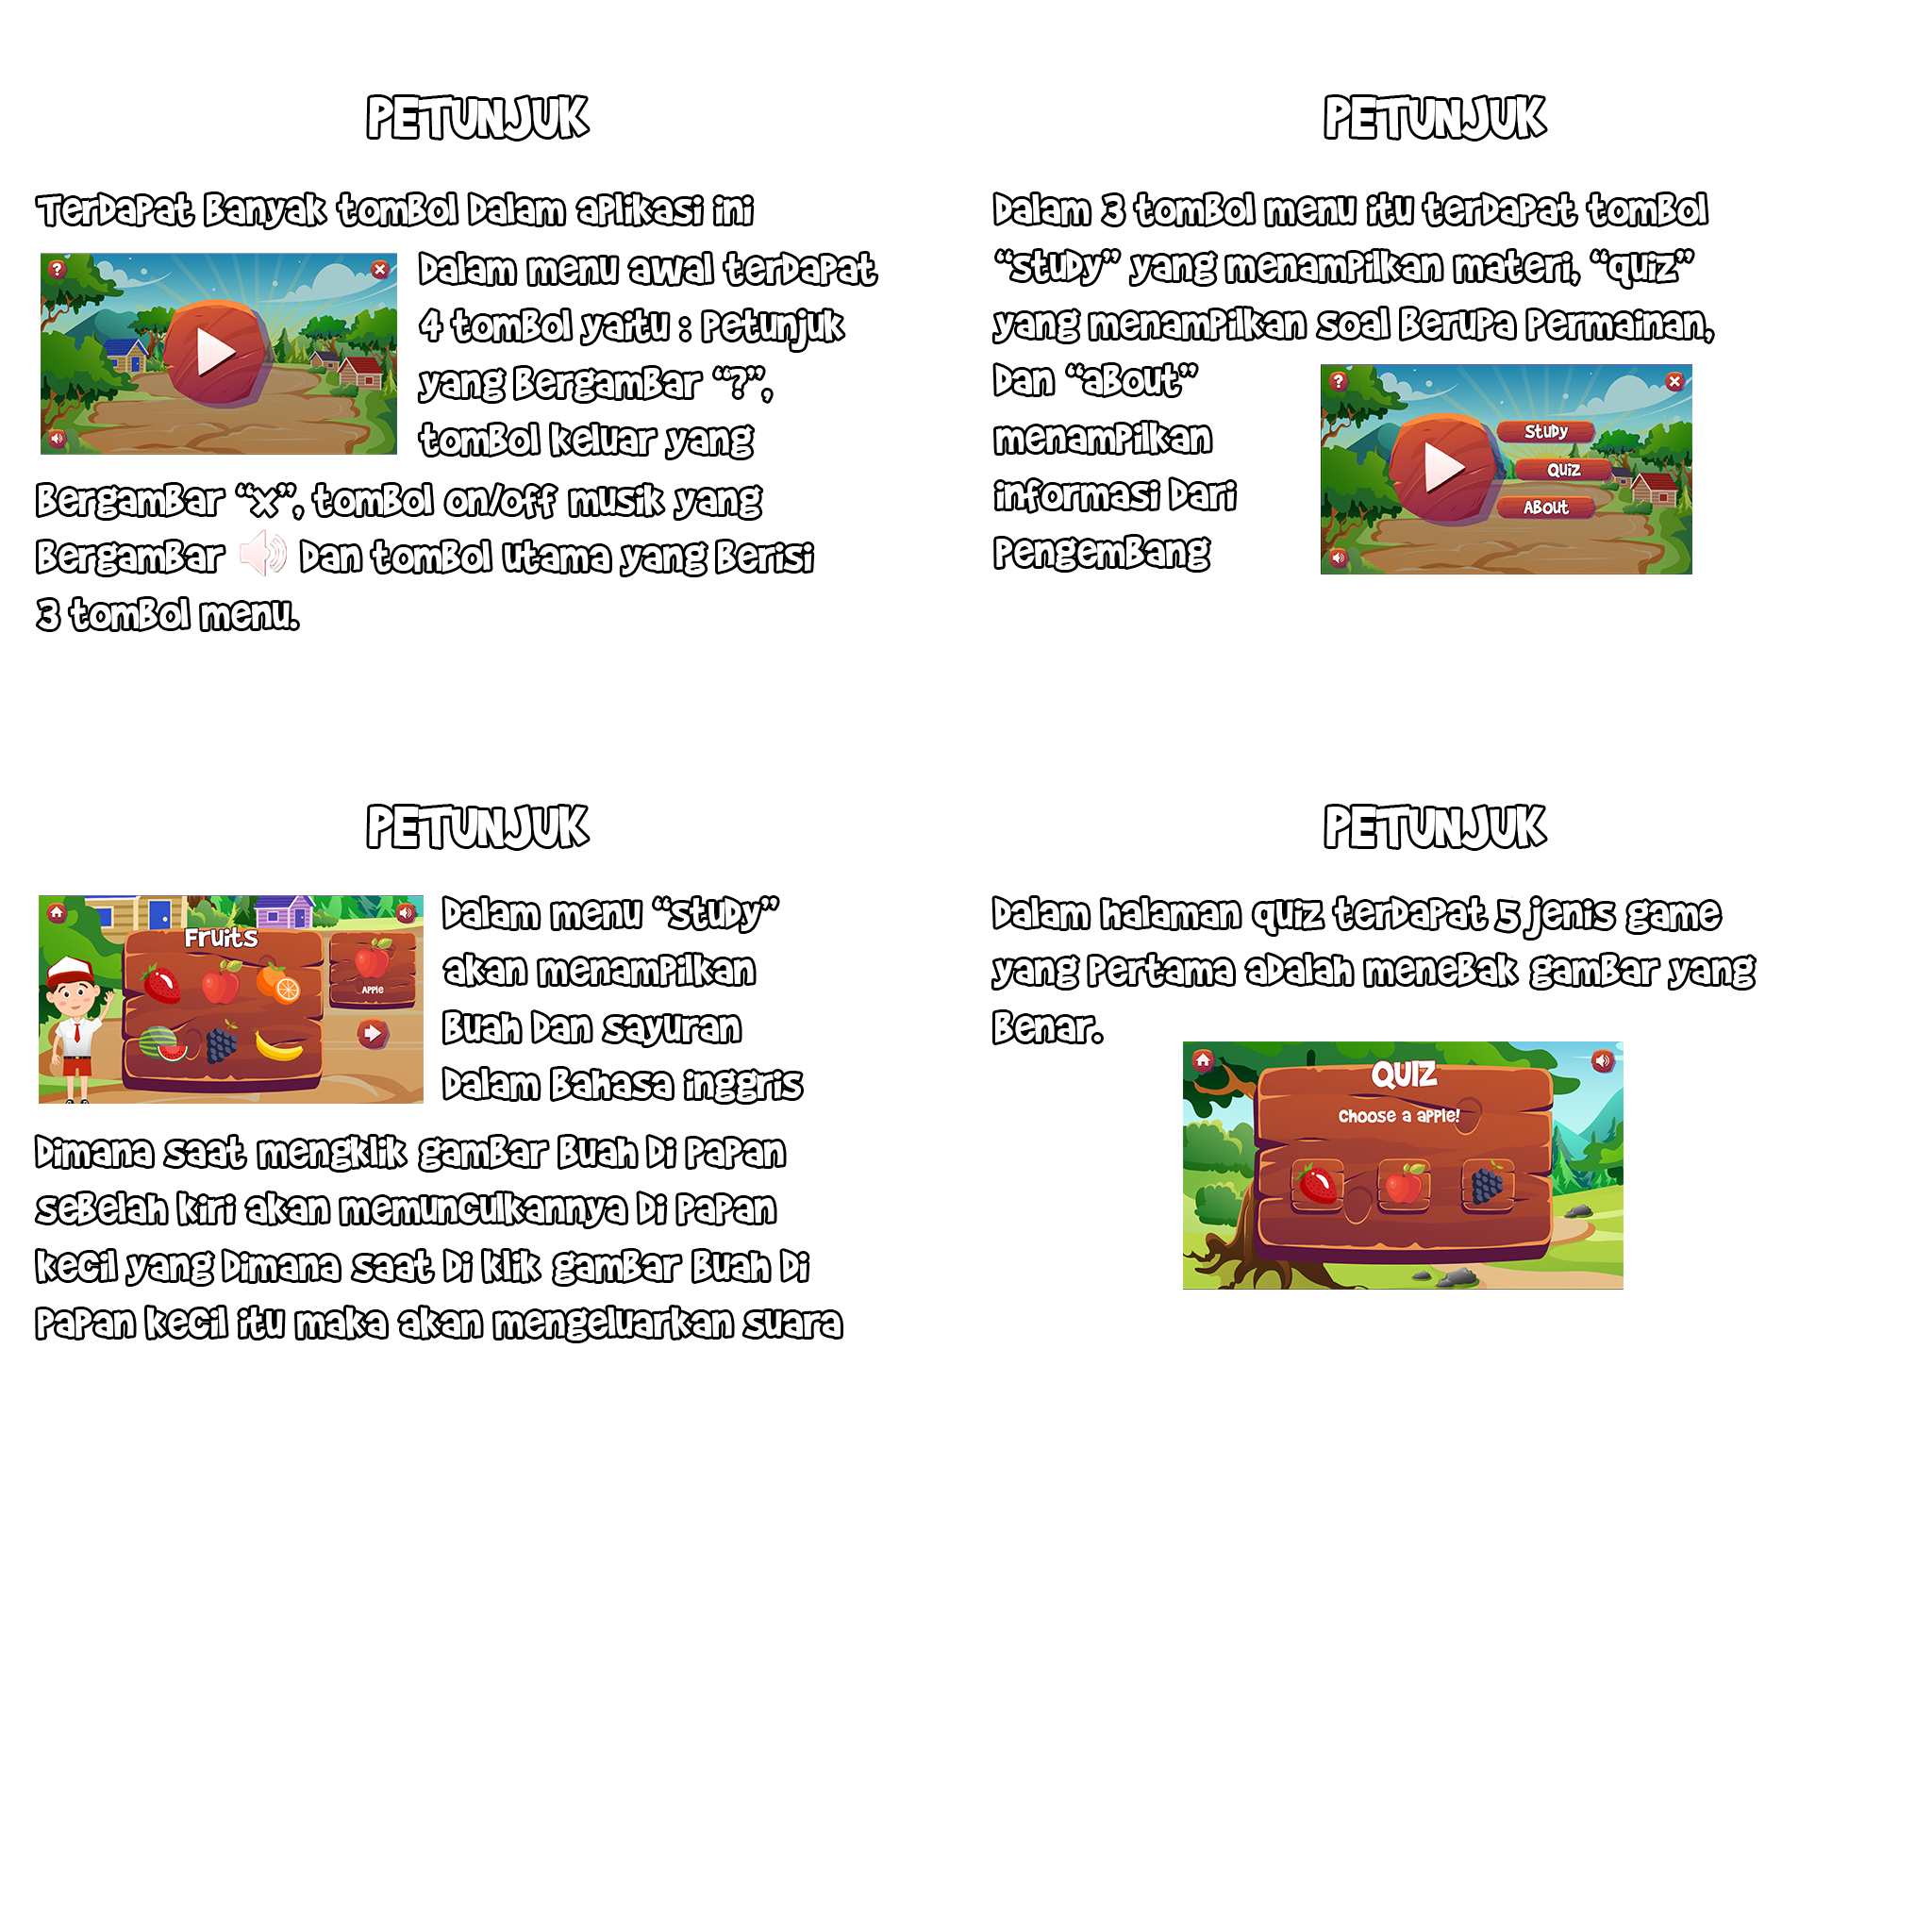 PETUNJUK
Terdapat banyak tombol dalam aplikasi ini
?
x
Dalam menu awal terdapat
4 tombol yaitu : petunjuk
yang bergambar “?”,
tombol keluar yang
bergambar “x”, tombol on/off musik yang
bergambar dan tombol utama yang berisi
3 tombol menu.
PETUNJUK
Dalam 3 tombol menu itu terdapat tombol
“study” yang menampilkan materi, “quiz”
yang menampilkan soal berupa permainan,
dan “about”
menampilkan
informasi dari
pengembang
?
x
Study
Quiz
About
PETUNJUK
Fruits
Apple
Dalam menu “study”
akan menampilkan
buah dan sayuran
dalam bahasa inggris
dimana saat mengklik gambar buah di papan
sebelah kiri akan memunculkannya di papan
kecil yang dimana saat di klik gambar buah di
papan kecil itu maka akan mengeluarkan suara
PETUNJUK
Dalam halaman quiz terdapat 5 jenis game
yang pertama adalah menebak gambar yang
benar.
QUIZ
Choose a apple!